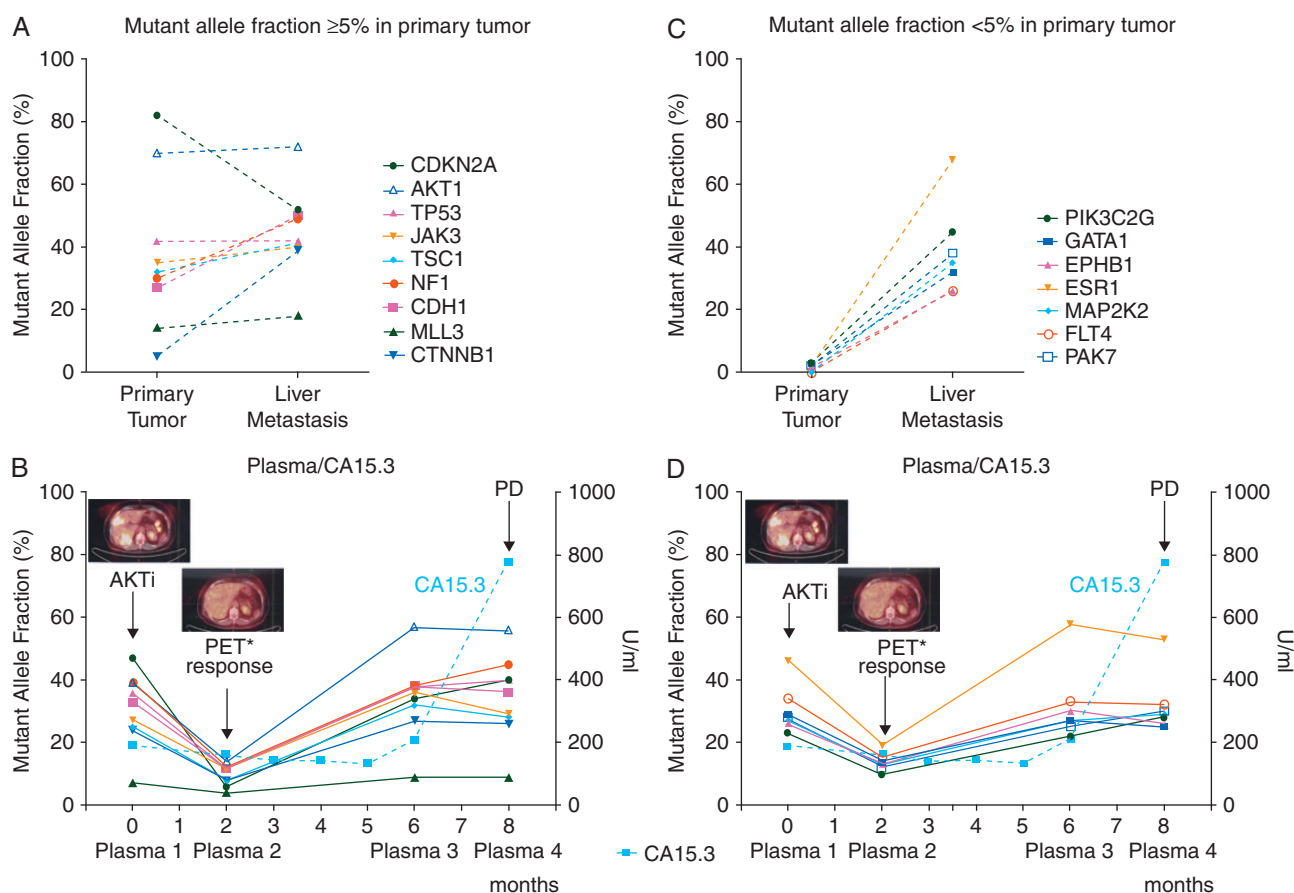 A
Mutant allele fraction ≥5% in primary tumor
Mutant Allele Fraction (%)
100
80
60
40
20
0
Primary
Tumor
Liver
Metastasis
CDKN2A
AKT1
TP53
JAK3
TSC1
NF1
CDH1
MLL3
CTNNB1
C
Mutant allele fraction <5% in primary tumor
Mutant Allele Fraction (%)
100
80
60
40
20
0
Primary
Tumor
Liver
Metastasis
PIK3C2G
GATA1
EPHB1
ESR1
MAP2K2
FLT4
PAK7
B
Plasma/CA15.3
Mutant Allele Fraction (%)
100
80
60
40
20
0
AKTi
PET*
response
PD
CA15.3
1000
800
600
400
200
0
U/ml
0 1 2 3 4 5 6 7 8
Plasma 1 Plasma 2 Plasma 3 Plasma 4
months
CA15.3
D
Plasma/CA15.3
Mutant Allele Fraction (%)
100
80
60
40
20
0
AKTi
PET*
response
PD
CA15.3
1000
800
600
400
200
0
U/ml
0 1 2 3 4 5 6 7 8
Plasma 1 Plasma 2 Plasma 3 Plasma 4
months